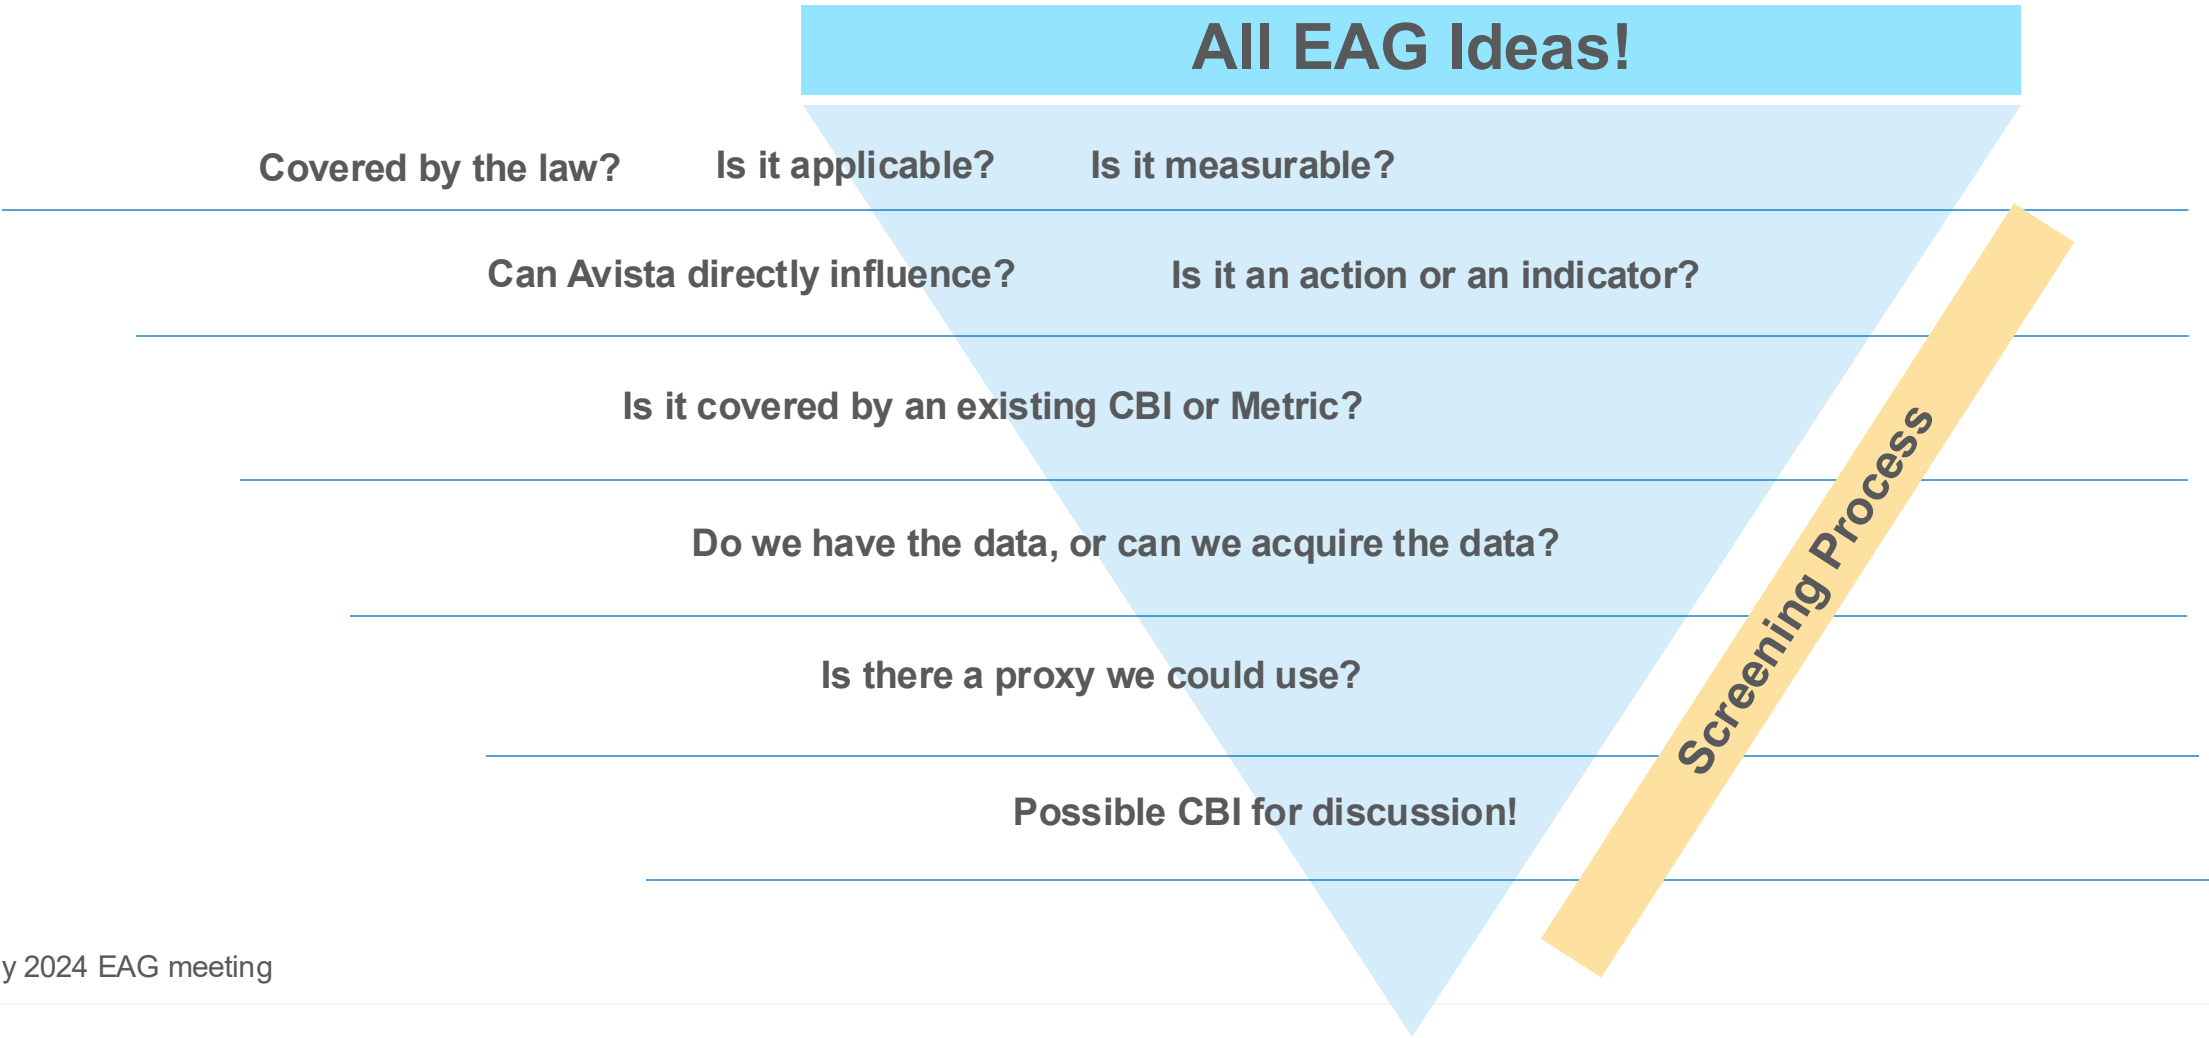 All EAG Ideas!
Covered by the law? Is it applicable? Is it measurable?
Can Avista directly influence? Is it an action or an indicator?
Is it covered by an existing CBI or Metric?
Do we have the data, or can we acquire the data?
Is there a proxy we could use?
Possible CBI for discussion!
Screening Process
y 2024 EAG meeting